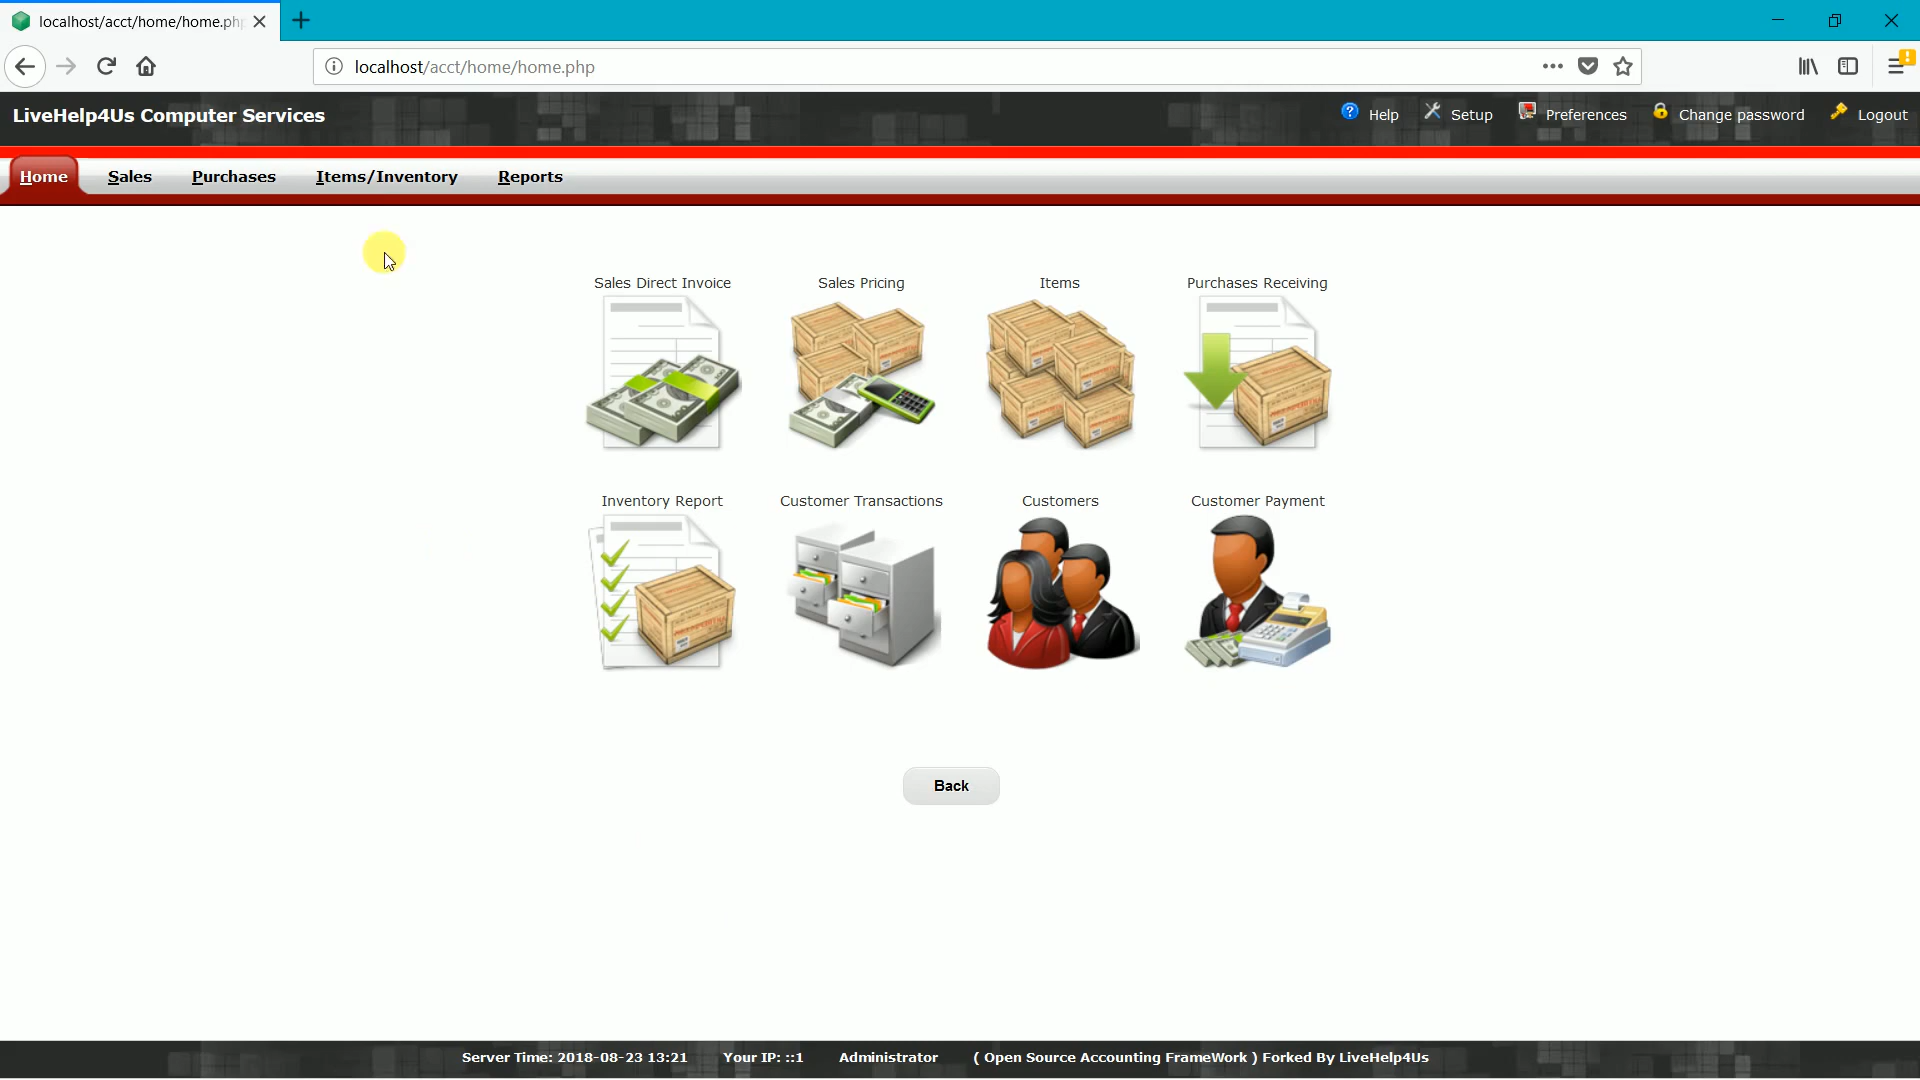 localhost/acct/home/home.php
localhost/acct/home/home.php
LiveHelp4Us Computer Services
Help
Setup
Preferences
Change password
Logout
Home
Sales
Purchases
Items/Inventory
Reports
Sales Direct Invoice
Sales Pricing
Items
Purchases Receiving
Inventory Report
Customer Transactions
Customers
Customer Payment
Back
Server Time: 2018-08-23 13:21
Your IP: ::1
Administrator
( Open Source Accounting FrameWork ) Forked By LiveHelp4Us